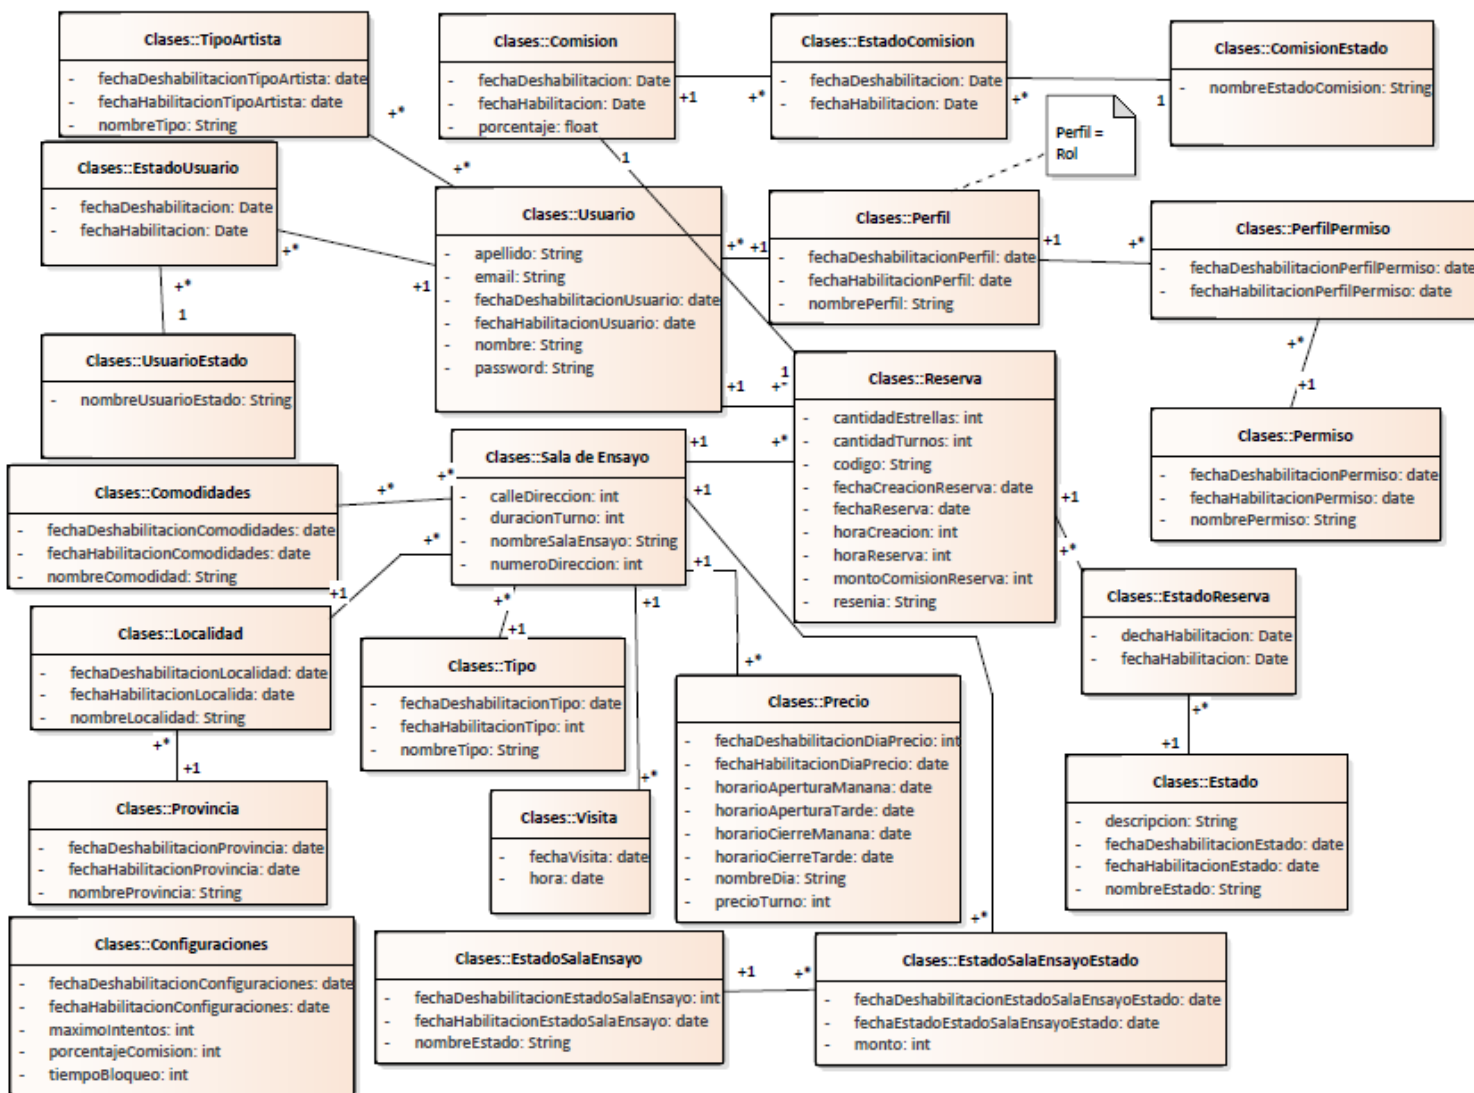 Clases::TipoArtista
- fechaDeshabilitacionTipoArtista: date
- fechaHabilitacionTipoArtista: date
- nombreTipo: String
+*
+*
Clases::Comision
- fechaDeshabilitacion: Date
- fechaHabilitacion: Date
- porcentaje: float
+1
+*
1
1
Clases::EstadoComision
- fechaDeshabilitacion: Date
- fechaHabilitacion: Date
+*
1
Clases::ComisionEstado
- nombreEstadoComision: String
Perfil =
Rol
Clases::EstadoUsuario
- fechaDeshabilitacion: Date
- fechaHabilitacion: Date
+*
+1
+*
1
Clases::Usuario
- apellido: String
- email: String
- fechaDeshabilitacionUsuario: date
- fechaHabilitacionUsuario: date
- nombre: String
- password: String
+*
+1
+1
+*
Clases::Perfil
- fechaDeshabilitacionPerfil: date
- fechaHabilitacionPerfil: date
- nombrePerfil: String
+1
+*
Clases::PerfilPermiso
- fechaDeshabilitacionPerfilPermiso: date
- fechaHabilitacionPerfilPermiso: date
+*
+1
Clases::UsuarioEstado
- nombreUsuarioEstado: String
Clases::Reserva
- cantidadEstrellas: int
- cantidadTurnos: int
- codigo: String
- fechaCreacionReserva: date
- fechaReserva: date
- horaCreacion: int
- horaReserva: int
- montoComisionReserva: int
- resenia: String
+1
+*
Clases::Permiso
- fechaDeshabilitacionPermiso: date
- fechaHabilitacionPermiso: date
- nombrePermiso: String
Clases::Sala de Ensayo
- calleDireccion: int
- duracionTurno: int
- nombreSalaEnsayo: String
- numeroDireccion: int
+1
+*
+*
+*
+*
+1
+1
+1
+*
+1
+1
Clases::Comodidades
- fechaDeshabilitacionComodidades: date
- fechaHabilitacionComodidades: date
- nombreComodidad: String
Clases::Localidad
- fechaDeshabilitacionLocalidad: date
- fechaHabilitacionLocalida: date
- nombreLocalidad: String
+*
+1
Clases::Tipo
- fechaDeshabilitacionTipo: date
- fechaHabilitacionTipo: int
- nombreTipo: String
+*
+*
Clases::Precio
- fechaDeshabilitacionDiaPrecio: int
- fechaHabilitacionDiaPrecio: date
- horarioAperturaManana: date
- horarioAperturaTarde: date
- horarioCierreManana: date
- horarioCierreTarde: date
- nombreDia: String
- precioTurno: int
Clases::EstadoReserva
- dechaHabilitacion: Date
- fechaHabilitacion: Date
+*
+1
Clases::Provincia
- fechaDeshabilitacionProvincia: date
- fechaHabilitacionProvincia: date
- nombreProvincia: String
Clases::Visita
- fechaVisita: date
- hora: date
Clases::Estado
- descripcion: String
- fechaDeshabilitacionEstado: date
- fechaHabilitacionEstado: date
- nombreEstado: String
Clases::Configuraciones
- fechaDeshabilitacionConfiguraciones: date
- fechaHabilitacionConfiguraciones: date
- maximoIntentos: int
- porcentajeComision: int
- tiempoBloqueo: int
Clases::EstadoSalaEnsayo
- fechaDeshabilitacionEstadoSalaEnsayo: int
- fechaHabilitacionEstadoSalaEnsayo: date
- nombreEstado: String
+1
+*
+*
Clases::EstadoSalaEnsayoEstado
- fechaDeshabilitacionEstadoSalaEnsayoEstado: date
- fechaEstadoEstadoSalaEnsayoEstado: date
- monto: int